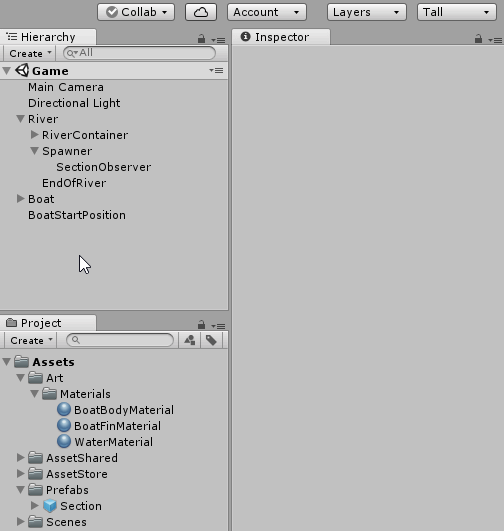 Collab Account Layers Tall
Hierarchy
Create All
Game
Main Camera
Directional Light
River
RiverContainer
Spawner
SectionObserver
EndOfRiver
Boat
BoatStartPosition
Project
Create
Assets
Art
Materials
BoatBodyMaterial
BoatFinMaterial
WaterMaterial
AssetShared
AssetStore
Prefabs
Section
Scenes
Inspector